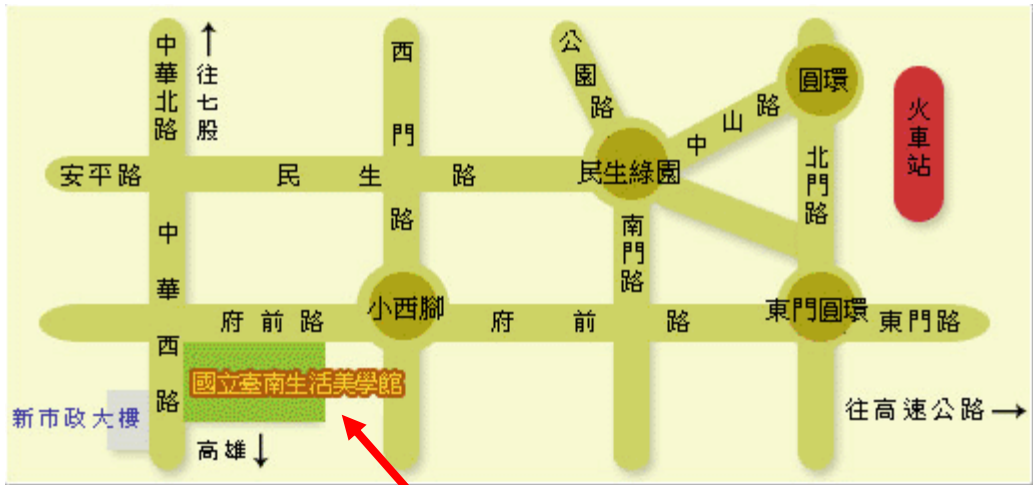 中華北路
往七股
西門路
公園路
圓環
火車站
中山路
安平路
民生路
民生綠園
北門路
中華西路
南門路
府前路
小西腳
府前路
東門圓環
東門路
國立臺南生活美學館
新市政大樓
往高速公路
高雄